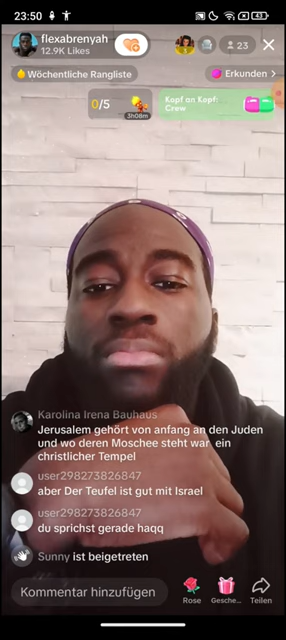 23:50
43
flexabrenyah
12.9K Likes
23
Wöchentliche Rangliste
Erkunden >
0/5
3h08m
Kopf an Kopf:
Crew
Karolina Irena Bauhaus
Jerusalem gehört von anfang an den Juden
und wo deren Moschee steht war ein
christlicher Tempel
user298273826847
aber Der Teufel ist gut mit Israel
user298273826847
du sprichst gerade haqq
Sunny ist beigetreten
Kommentar hinzufügen
Rose
Gesche...
Teilen